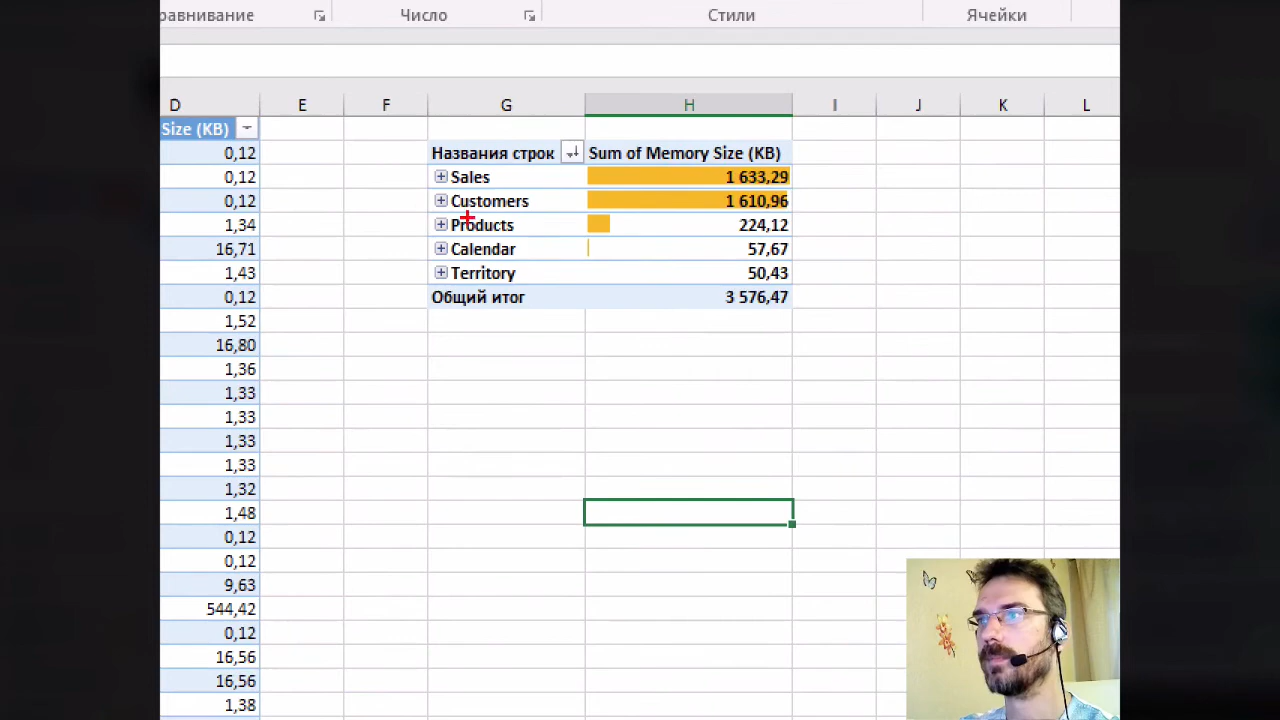 равнивание Число Стили Ячейки
D E F G H I J K L
Size (KB)
0,12 Названия строк Sum of Memory Size (KB)
0,12 Sales 1 633,29
0,12 Customers 1 610,96
1,34 Products 224,12
16,71 Calendar 57,67
1,43 Territory 50,43
0,12 Общий итог 3 576,47
1,52
16,80
1,36
1,33
1,33
1,33
1,33
1,32
1,48
0,12
0,12
9,63
544,42
0,12
16,56
16,56
1,38